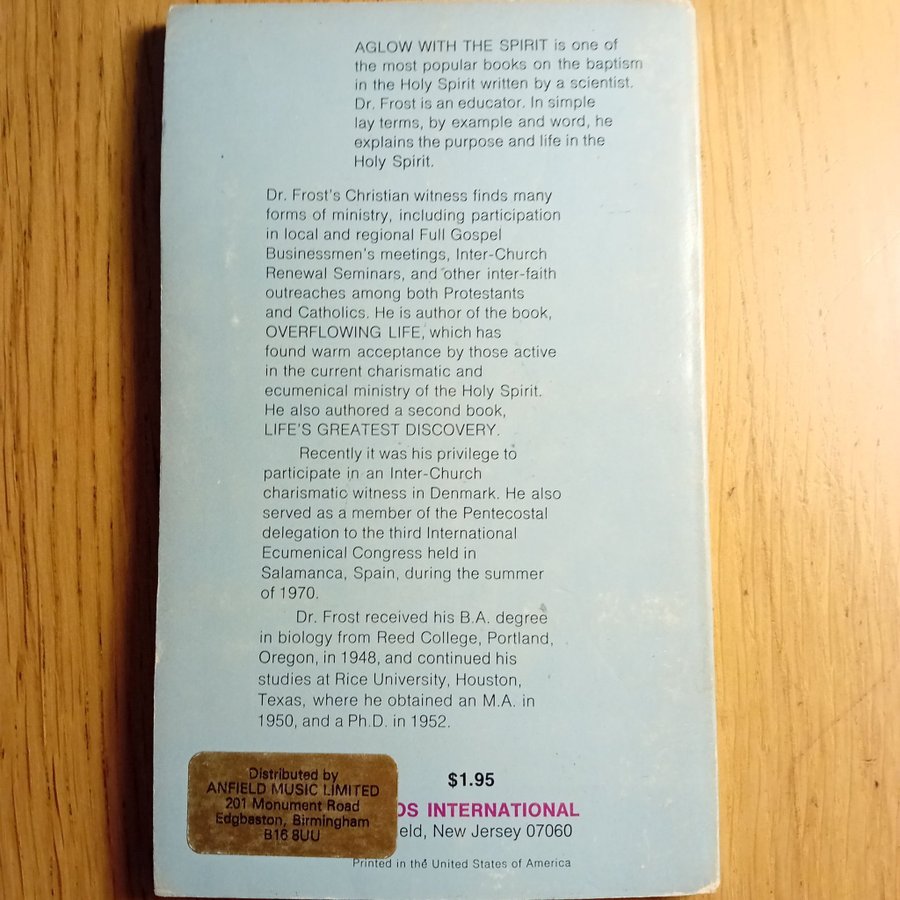 AGLOW WITH THE SPIRIT is one of
the most popular books on the baptism
in the Holy Spirit written by a scientist.
Dr. Frost is an educator. In simple
lay terms, by example and word, he
explains the purpose and life in the
Holy Spirit.
Dr. Frost's Christian witness finds many
forms of ministry, including participation
in local and regional Full Gospel
Businessmen's meetings, Inter-Church
Renewal Seminars, and other inter-faith
outreaches among both Protestants
and Catholics. He is author of the book,
OVERFLOWING LIFE, which has
found warm acceptance by those active
in the current charismatic and
ecumenical ministry of the Holy Spirit.
He also authored a second book,
LIFE'S GREATEST DISCOVERY.
Recently it was his privilege to
participate in an Inter-Church
charismatic witness in Denmark. He also
served as a member of the Pentecostal
delegation to the third International
Ecumenical Congress held in
Salamanca, Spain, during the summer
of 1970.
Dr. Frost received his B.A. degree
in biology from Reed College, Portland,
Oregon, in 1948, and continued his
studies at Rice University, Houston,
Texas, where he obtained an M.A. in
1950, and a Ph.D. in 1952.
Distributed by
ANFIELD MUSIC LIMITED
201 Monument Road
Edgbaston, Birmingham
B16 8UU
$1.95
OS INTERNATIONAL
eld, New Jersey 07060
Printed in the United States of America